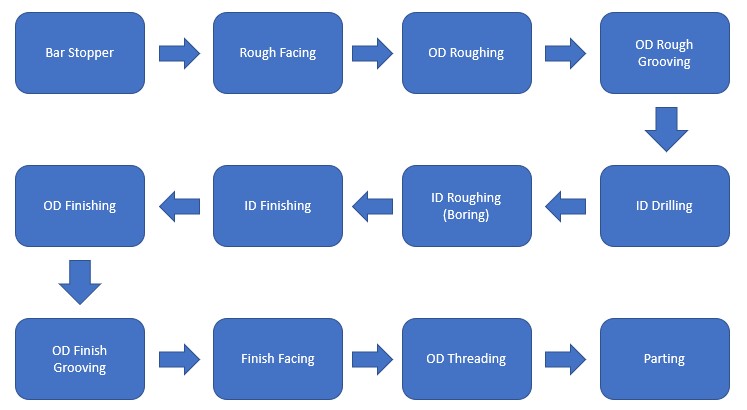 Bar Stopper
Rough Facing
OD Roughing
OD Rough
Grooving
OD Finishing
ID Finishing
ID Roughing
(Boring)
ID Drilling
OD Finish
Grooving
Finish Facing
OD Threading
Parting